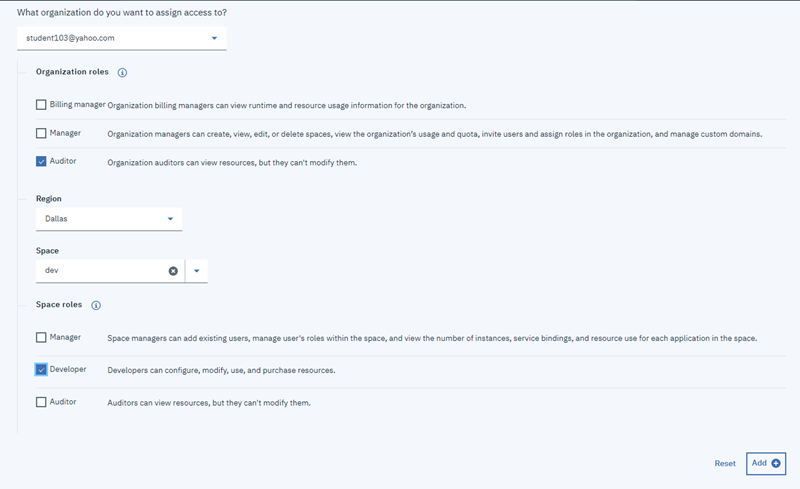 What organization do you want to assign access to?
student103@yahoo.com
Organization roles
Billing manager Organization billing managers can view runtime and resource usage information for the organization.
Manager Organization managers can create, view, edit, or delete spaces, view the organization's usage and quota, invite users and assign roles in the organization, and manage custom domains.
Auditor Organization auditors can view resources, but they can't modify them.
Region
Dallas
Space
dev
Space roles
Manager Space managers can add existing users, manage user's roles within the space, and view the number of instances, service bindings, and resource use for each application in the space.
Developer Developers can configure, modify, use, and purchase resources.
Auditor Auditors can view resources, but they can't modify them.
Reset Add